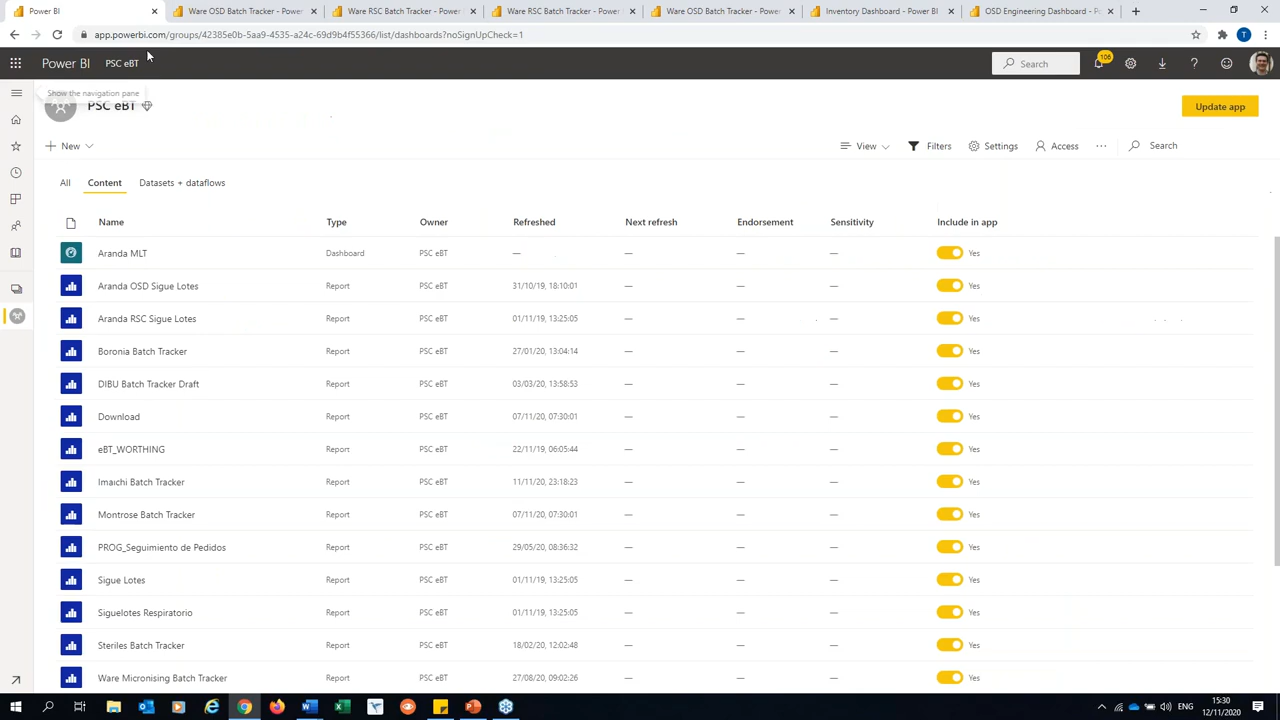 Power BI
Ware OSD Batch Tracker - Power
Ware RSC Batch Tracker - Power
Ware RSC Batch Tracker - Power
Ware OSD Batch Tracker - Power
Inventory Dashboard - Power BI
OSD Engineering Dashboard - Pow
app.powerbi.com/groups/42385e0b-5aa9-4535-a24c-69d9b4f55366/list/dashboards?noSignUpCheck=1
T
Power BI PSC eBT
Search
106
Show the navigation pane
PSC eBT
Update app
New
View
Filters
Settings
Access
Search
All Content Datasets + dataflows
Name Type Owner Refreshed Next refresh Endorsement Sensitivity Include in app
Aranda MLT Dashboard PSC eBT — — — — Yes
Aranda OSD Sigue Lotes Report PSC eBT 31/10/19, 18:10:01 — — — Yes
Aranda RSC Sigue Lotes Report PSC eBT 01/11/19, 13:25:05 — — — Yes
Boronia Batch Tracker Report PSC eBT 27/01/20, 13:04:14 — — — Yes
DIBU Batch Tracker Draft Report PSC eBT 03/03/20, 13:58:53 — — — Yes
Download Report PSC eBT 07/11/20, 07:30:01 — — — Yes
eBT_WORTHING Report PSC eBT 22/11/19, 06:05:44 — — — Yes
Imaichi Batch Tracker Report PSC eBT 11/11/20, 23:18:23 — — — Yes
Montrose Batch Tracker Report PSC eBT 07/11/20, 07:30:01 — — — Yes
PROG_Seguimiento de Pedidos Report PSC eBT 29/05/20, 08:36:32 — — — Yes
Sigue Lotes Report PSC eBT 01/11/19, 13:25:05 — — — Yes
Siguelotes Respiratorio Report PSC eBT 01/11/19, 13:25:05 — — — Yes
Steriles Batch Tracker Report PSC eBT 18/02/20, 12:02:48 — — — Yes
Ware Micronising Batch Tracker Report PSC eBT 27/08/20, 09:02:26 — — — Yes
ENG
15:30
12/11/2020